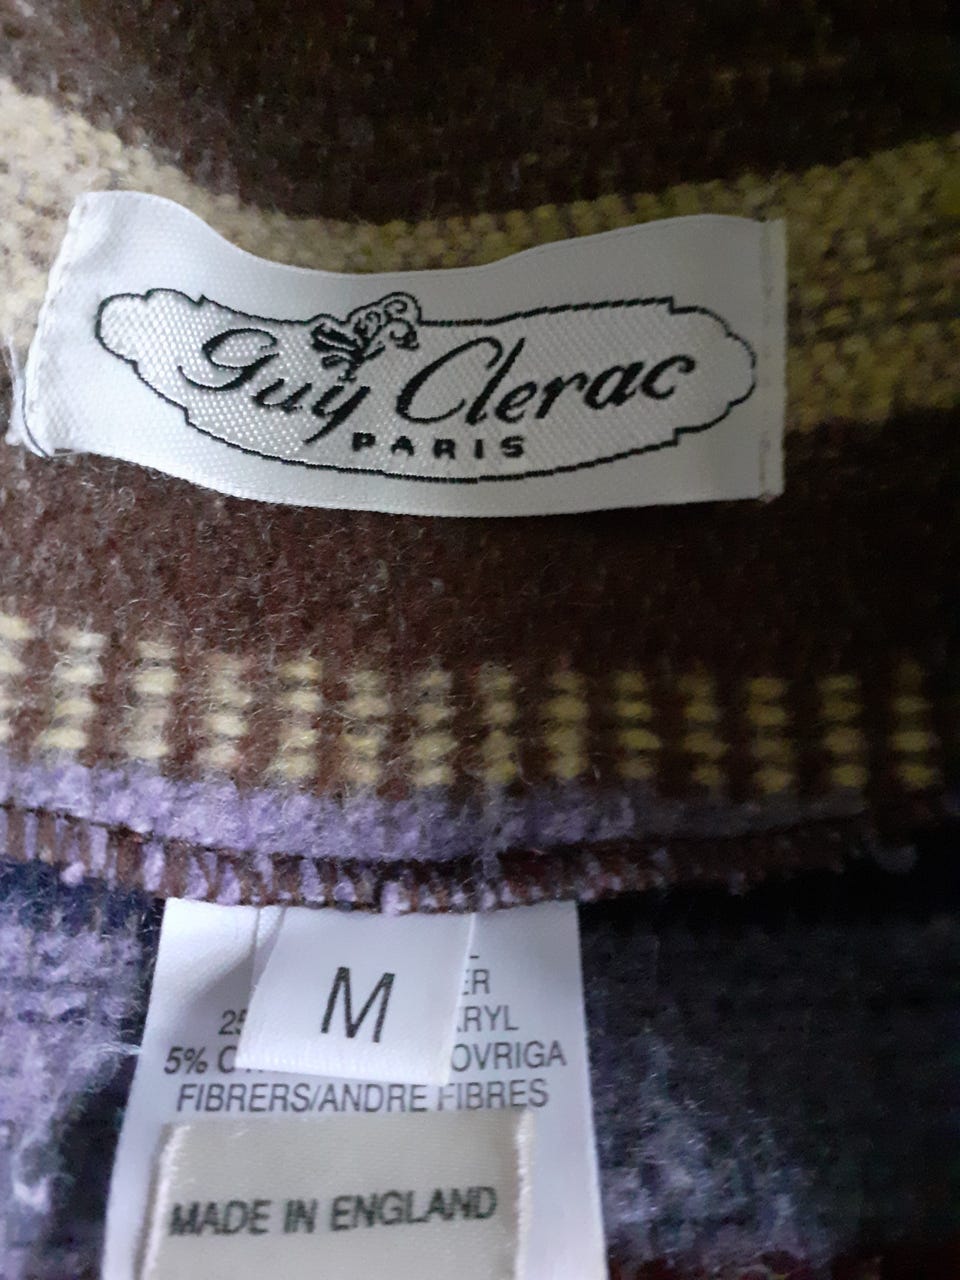 Guy Clerac
PARIS
M
ER
25 RYL
5% OVRIGA
FIBRERS/ANDRE FIBRES
MADE IN ENGLAND